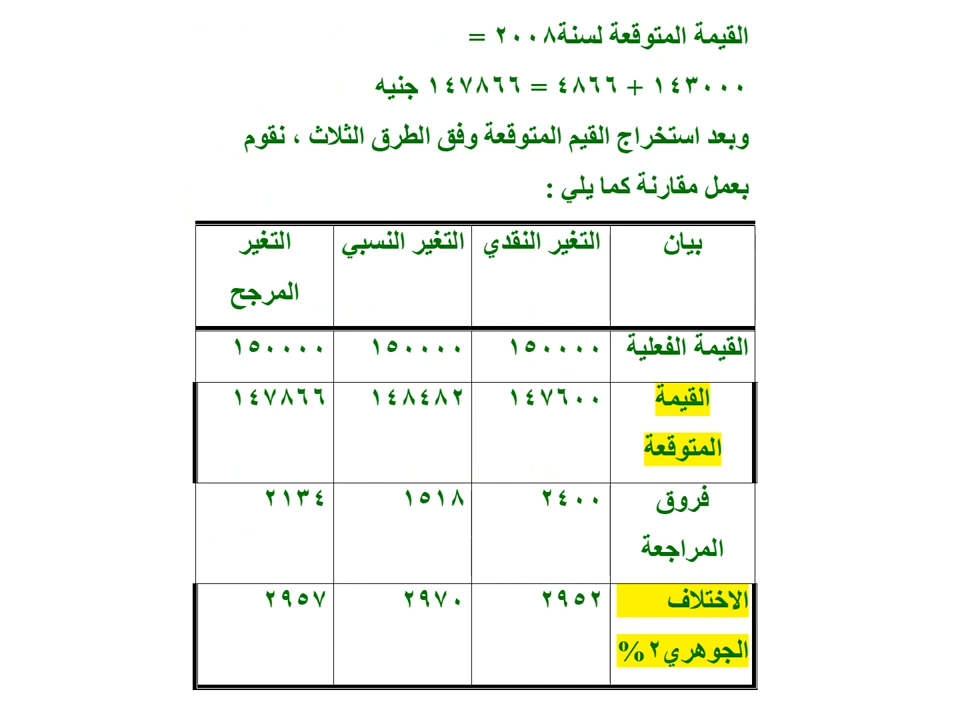 القيمة المتوقعة لسنة٢٠٠٨ =
١٤٣٠٠٠ + ٤٨٦٦ = ١٤٧٨٦٦ جنيه
وبعد استخراج القيم المتوقعة وفق الطرق الثلاث ، نقوم
بعمل مقارنة كما يلي :
بيان التغير النقدي التغير النسبي التغير
المرجح
القيمة الفعلية ١٥٠٠٠٠ ١٥٠٠٠٠ ١٥٠٠٠٠
القيمة ١٤٧٦٠٠ ١٤٨٤٨٢ ١٤٧٨٦٦
المتوقعة
فروق ٢٤٠٠ ١٥١٨ ٢١٣٤
المراجعة
الاختلاف ٢٩٥٢ ٢٩٧٠ ٢٩٥٧
الجوهري٢ %